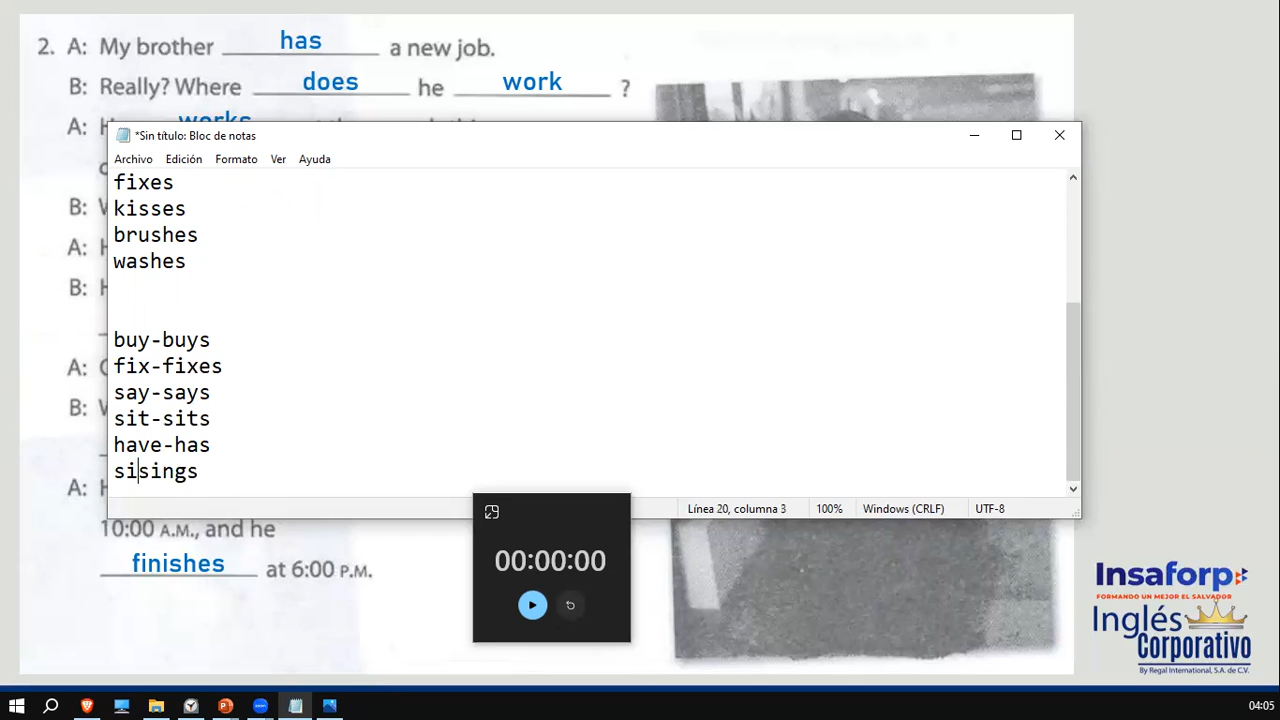 2. A: My brother has a new job.
B: Really? Where does he work ?
A: H works
*Sin título: Bloc de notas
Archivo Edición Formato Ver Ayuda
fixes
kisses
brushes
washes
buy-buys
fix-fixes
say-says
sit-sits
have-has
sisings
Línea 20, columna 3 100% Windows (CRLF) UTF-8
B:
A: H
B: H
A:
B:
A: H
10:00 A.M., and he
finishes at 6:00 P.M.
00:00:00
Insaforp
FORMANDO UN MEJOR EL SALVADOR
Inglés
Corporativo
By Regal International, S.A. de C.V.
04:05